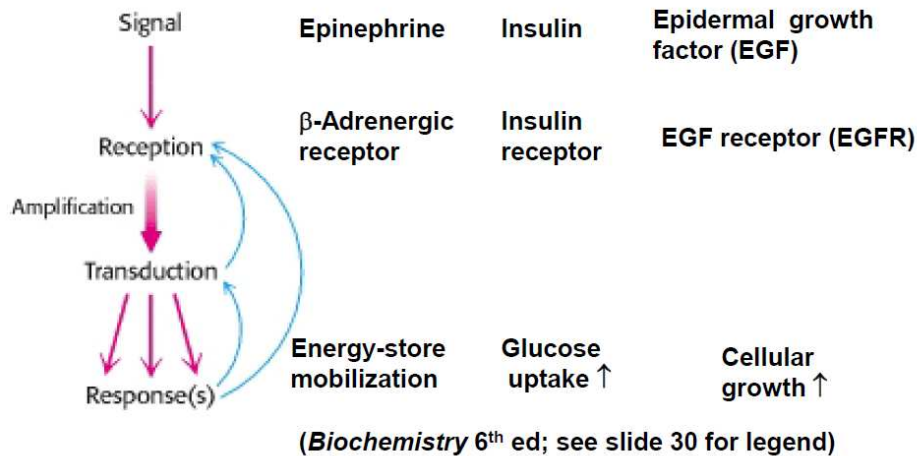 Signal
Epinephrine
Insulin
Epidermal growth
factor (EGF)
Reception
β-Adrenergic
receptor
Insulin
receptor
EGF receptor (EGFR)
Amplification
Transduction
Response(s)
Energy-store
mobilization
Glucose
uptake ↑
Cellular
growth ↑
(Biochemistry 6th ed; see slide 30 for legend)